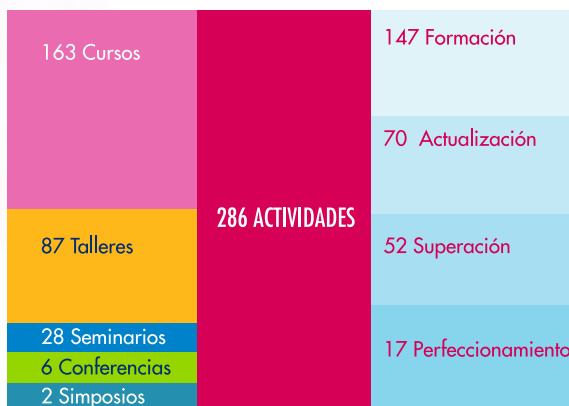 163 Cursos
87 Talleres
28 Seminarios
6 Conferencias
2 Simposios
286 ACTIVIDADES
147 Formación
70 Actualización
52 Superación
17 Perfeccionamiento